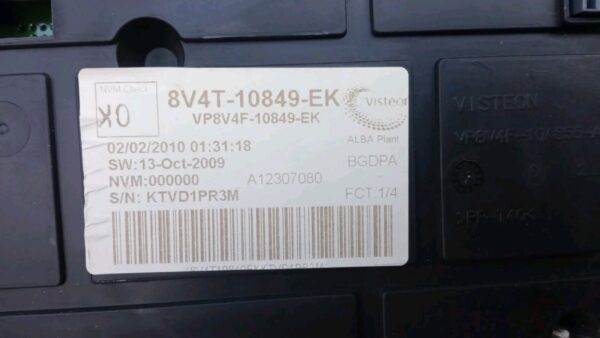 NVM Check
X0
8V4T-10849-EK
VP8V4F-10849-EK
Visteon
ALBA Plant
02/02/2010 01:31:18
SW:13-Oct-2009
BGDPA
NVM:000000
A12307080
S/N: KTVD1PR3M
FCT:1/4
VISTEON